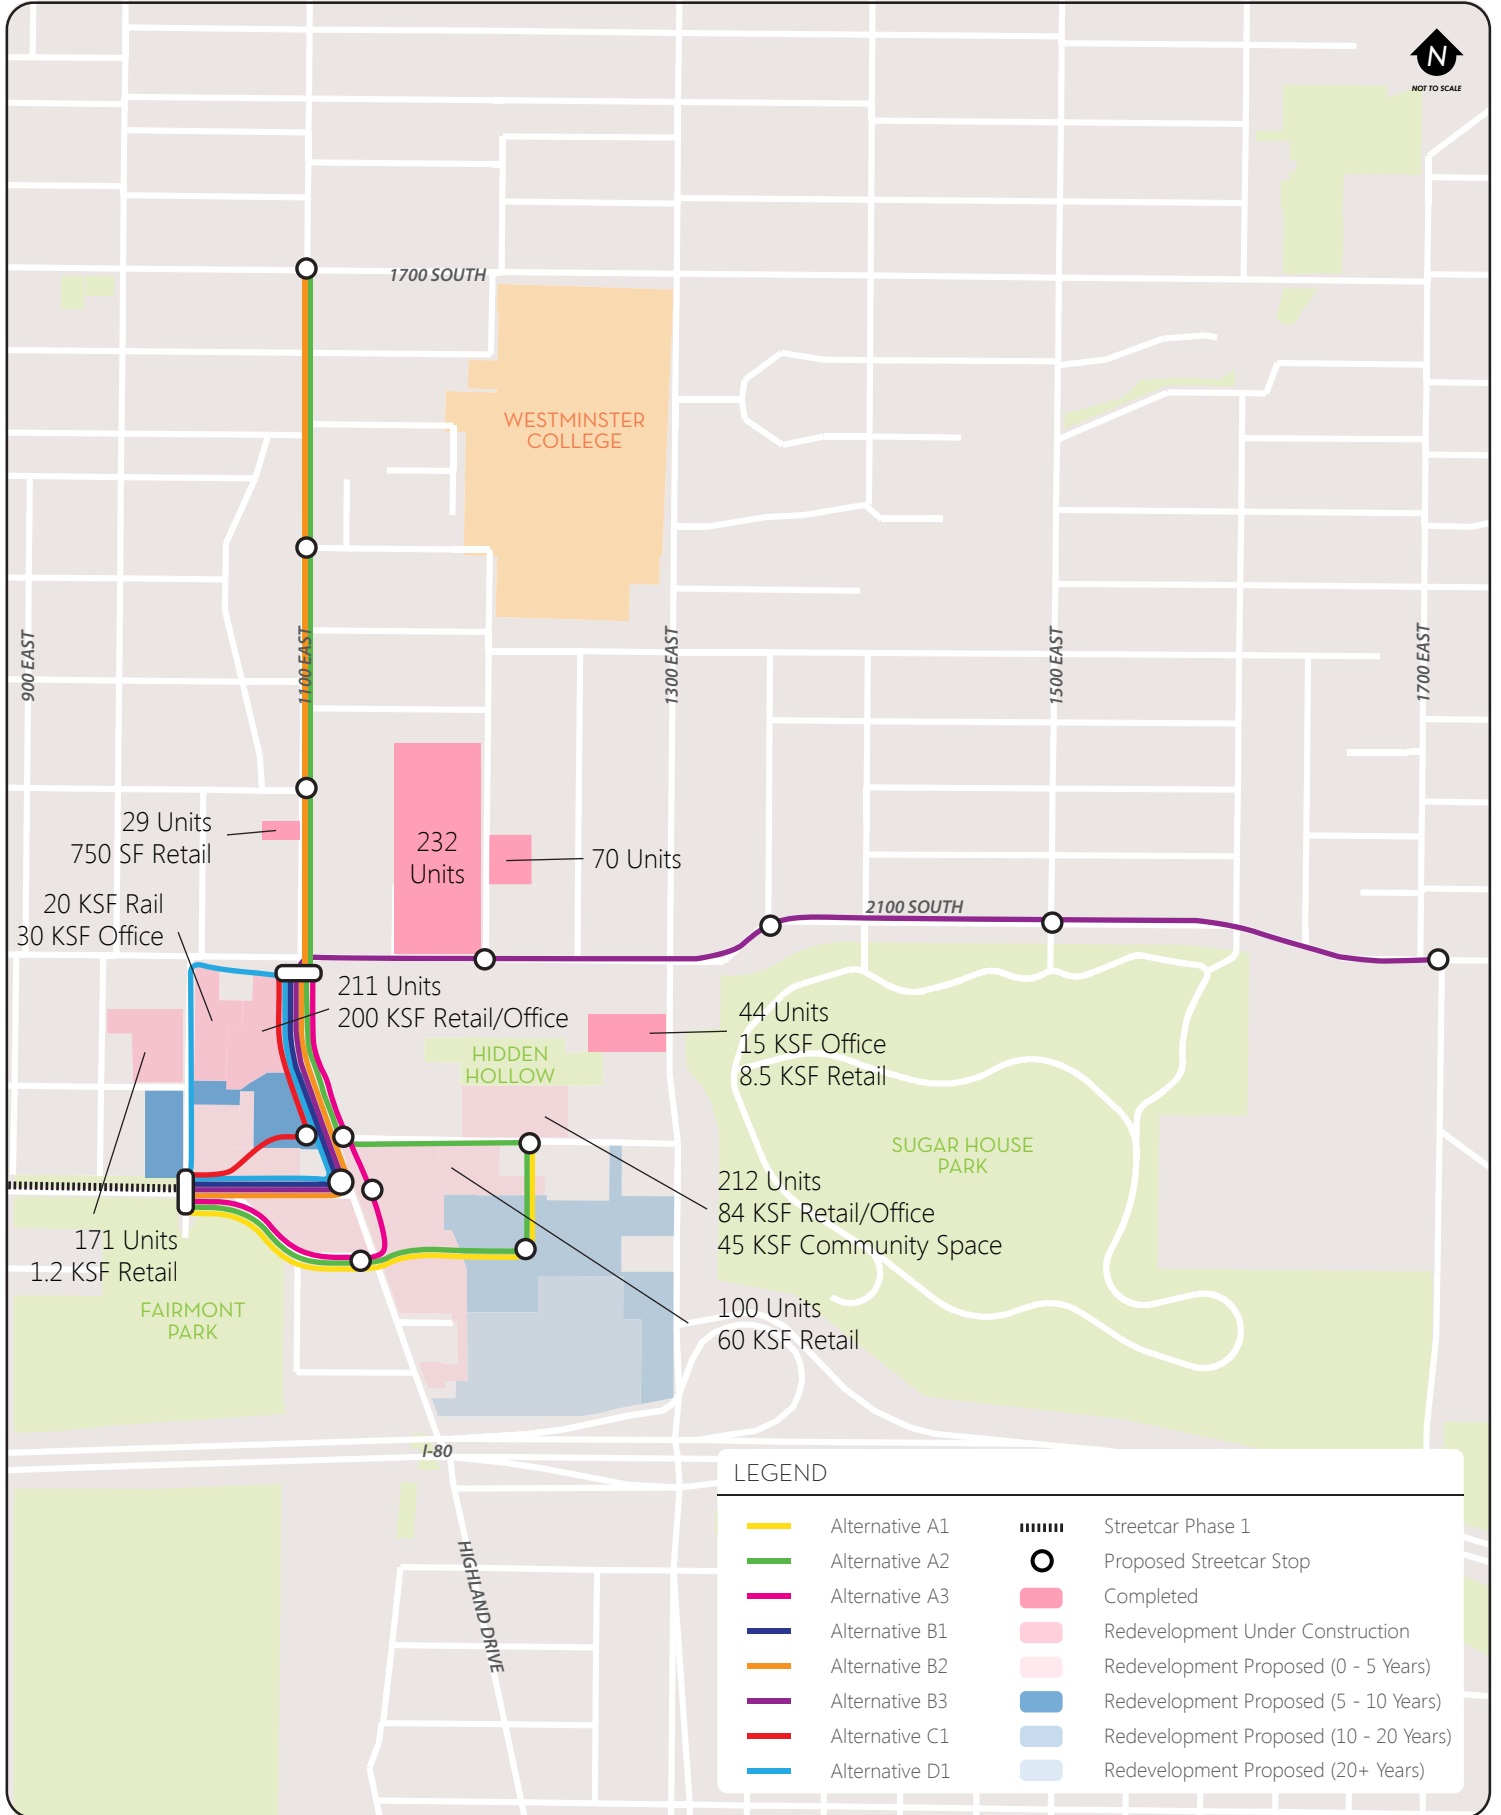 N
NOT TO SCALE
1700 SOUTH
WESTMINSTER
COLLEGE
900 EAST
1100 EAST
1300 EAST
1500 EAST
1700 EAST
29 Units
750 SF Retail
232
Units
70 Units
20 KSF Rail
30 KSF Office
2100 SOUTH
211 Units
200 KSF Retail/Office
44 Units
15 KSF Office
8.5 KSF Retail
HIDDEN
HOLLOW
SUGAR HOUSE
PARK
212 Units
84 KSF Retail/Office
45 KSF Community Space
171 Units
1.2 KSF Retail
100 Units
60 KSF Retail
FAIRMONT
PARK
I-80
HIGHLAND DRIVE
LEGEND
Alternative A1
Alternative A2
Alternative A3
Alternative B1
Alternative B2
Alternative B3
Alternative C1
Alternative D1
Streetcar Phase 1
Proposed Streetcar Stop
Completed
Redevelopment Under Construction
Redevelopment Proposed (0 - 5 Years)
Redevelopment Proposed (5 - 10 Years)
Redevelopment Proposed (10 - 20 Years)
Redevelopment Proposed (20+ Years)